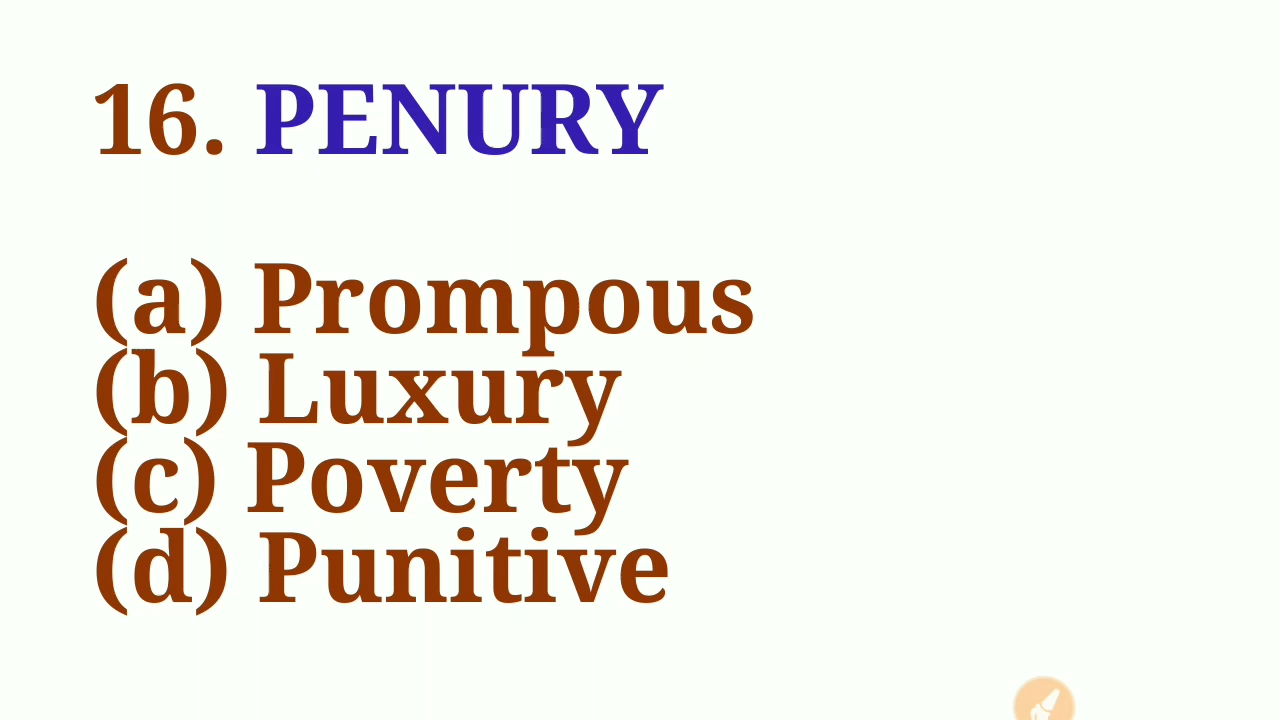 16. PENURY
(a) Prompous
(b) Luxury
(c) Poverty
(d) Punitive